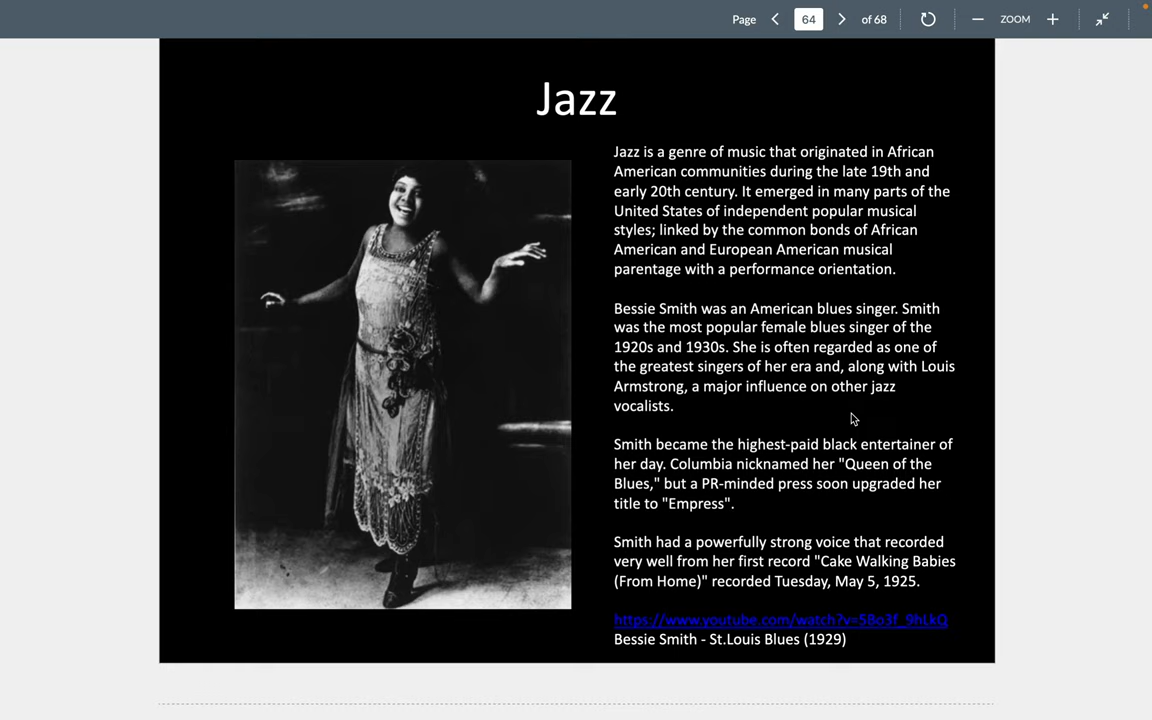 Page 64 of 68 ZOOM
Jazz
Jazz is a genre of music that originated in African
American communities during the late 19th and
early 20th century. It emerged in many parts of the
United States of independent popular musical
styles; linked by the common bonds of African
American and European American musical
parentage with a performance orientation.
Bessie Smith was an American blues singer. Smith
was the most popular female blues singer of the
1920s and 1930s. She is often regarded as one of
the greatest singers of her era and, along with Louis
Armstrong, a major influence on other jazz
vocalists.
Smith became the highest-paid black entertainer of
her day. Columbia nicknamed her "Queen of the
Blues," but a PR-minded press soon upgraded her
title to "Empress".
Smith had a powerfully strong voice that recorded
very well from her first record "Cake Walking Babies
(From Home)" recorded Tuesday, May 5, 1925.
https://www.youtube.com/watch?v=5Bo3f_9hLkQ
Bessie Smith - St.Louis Blues (1929)